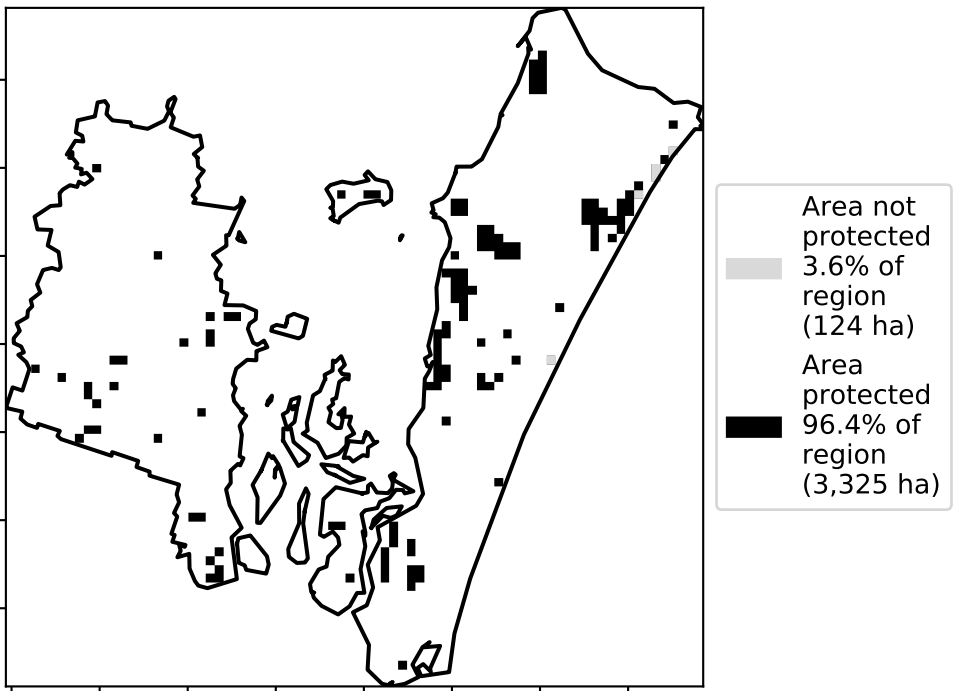 Area not
protected
3.6% of
region
(124 ha)
Area
protected
96.4% of
region
(3,325 ha)